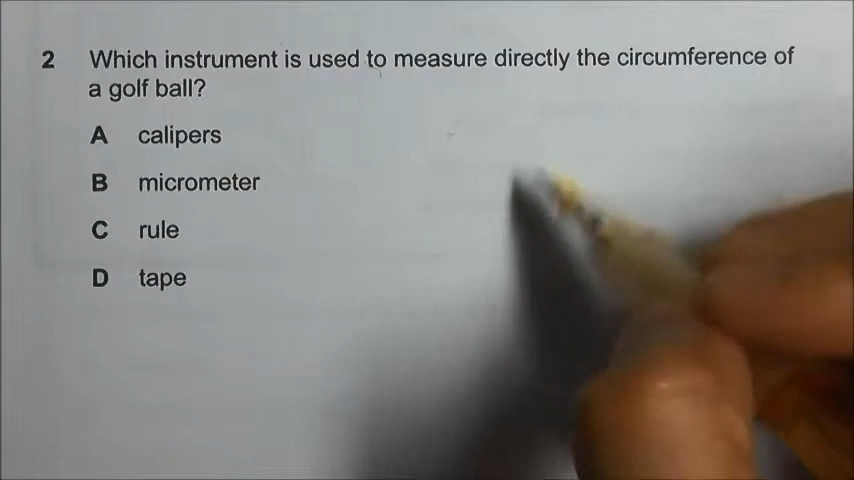 2 Which instrument is used to measure directly the circumference of
a golf ball?
A calipers
B micrometer
C rule
D tape